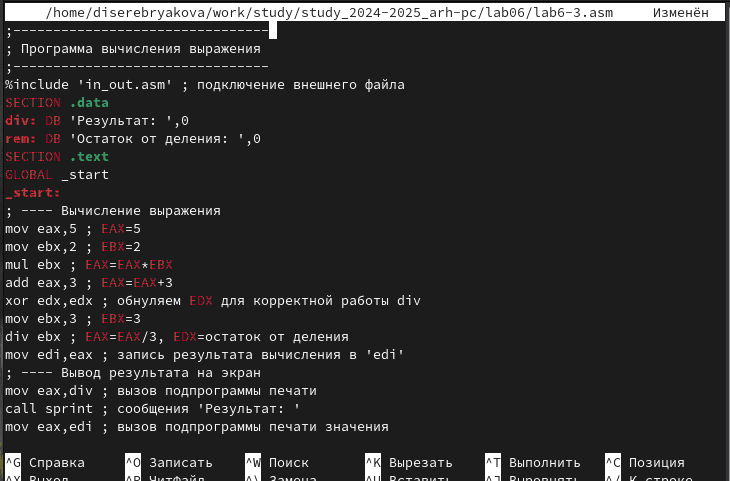 /home/diserebryakova/work/study/study_2024-2025_arh-pc/lab06/lab6-3.asm Изменён
;--------------------------------
; Программа вычисления выражения
;--------------------------------
%include 'in_out.asm' ; подключение внешнего файла
SECTION .data
div: DB 'Результат: ',0
rem: DB 'Остаток от деления: ',0
SECTION .text
GLOBAL _start
_start:
; ---- Вычисление выражения
mov eax,5 ; EAX=5
mov ebx,2 ; EBX=2
mul ebx ; EAX=EAX*EBX
add eax,3 ; EAX=EAX+3
xor edx,edx ; обнуляем EDX для корректной работы div
mov ebx,3 ; EBX=3
div ebx ; EAX=EAX/3, EDX=остаток от деления
mov edi,eax ; запись результата вычисления в 'edi'
; ---- Вывод результата на экран
mov eax,div ; вызов подпрограммы печати
call sprint ; сообщения 'Результат: '
mov eax,edi ; вызов подпрограммы печати значения
^G Справка ^O Записать ^W Поиск ^K Вырезать ^T Выполнить ^C Позиция
^X Выход ^R ЧитФайл ^\ Замена ^U Вставить ^J Выровнять ^/ К строке